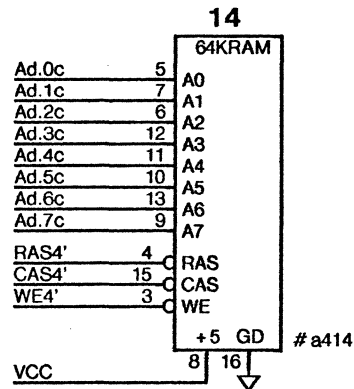 14
64KRAM
Ad.0c 5 A0
Ad.1c 7 A1
Ad.2c 6 A2
Ad.3c 12 A3
Ad.4c 11 A4
Ad.5c 10 A5
Ad.6c 13 A6
Ad.7c 9 A7
RAS4' 4 RAS
CAS4' 15 CAS
WE4' 3 WE
+5 GD
#a414
8 16
VCC